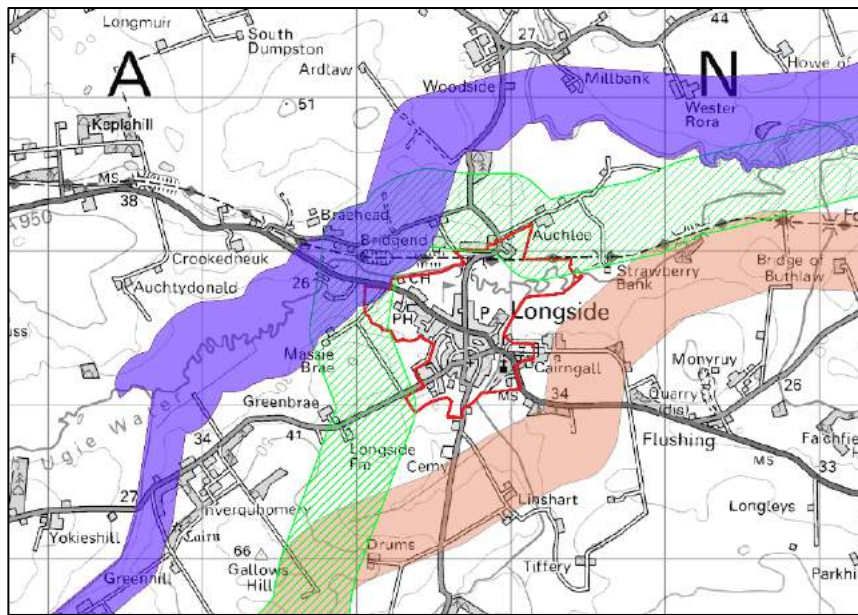 Longmuir
South
Dumpston
Ardlaw
27
44
Howe of
A
N
Woodside
Millbank
Wester
Rora
51
Keplahill
MS
38
A950
Braehead
Bridgend
Auchlee
Crookedneuk
26
CH
Strawberry
Bank
Bridge of
Buthlaw
Auchtydonald
PH
P
Longside
Massie
Brae
Cairngall
Monyruy
Quarry
(dis)
26
Greenbrae
MS
34
Flushing
Ugie Wate
34
41
Longside
Fm
Cemy
MS
33
27
Inverquhomery
Linshart
Longleys
Yokieshill
Cairn
66
Gallows
Hill
Drums
Tiffery
Parkhi
Greenhill